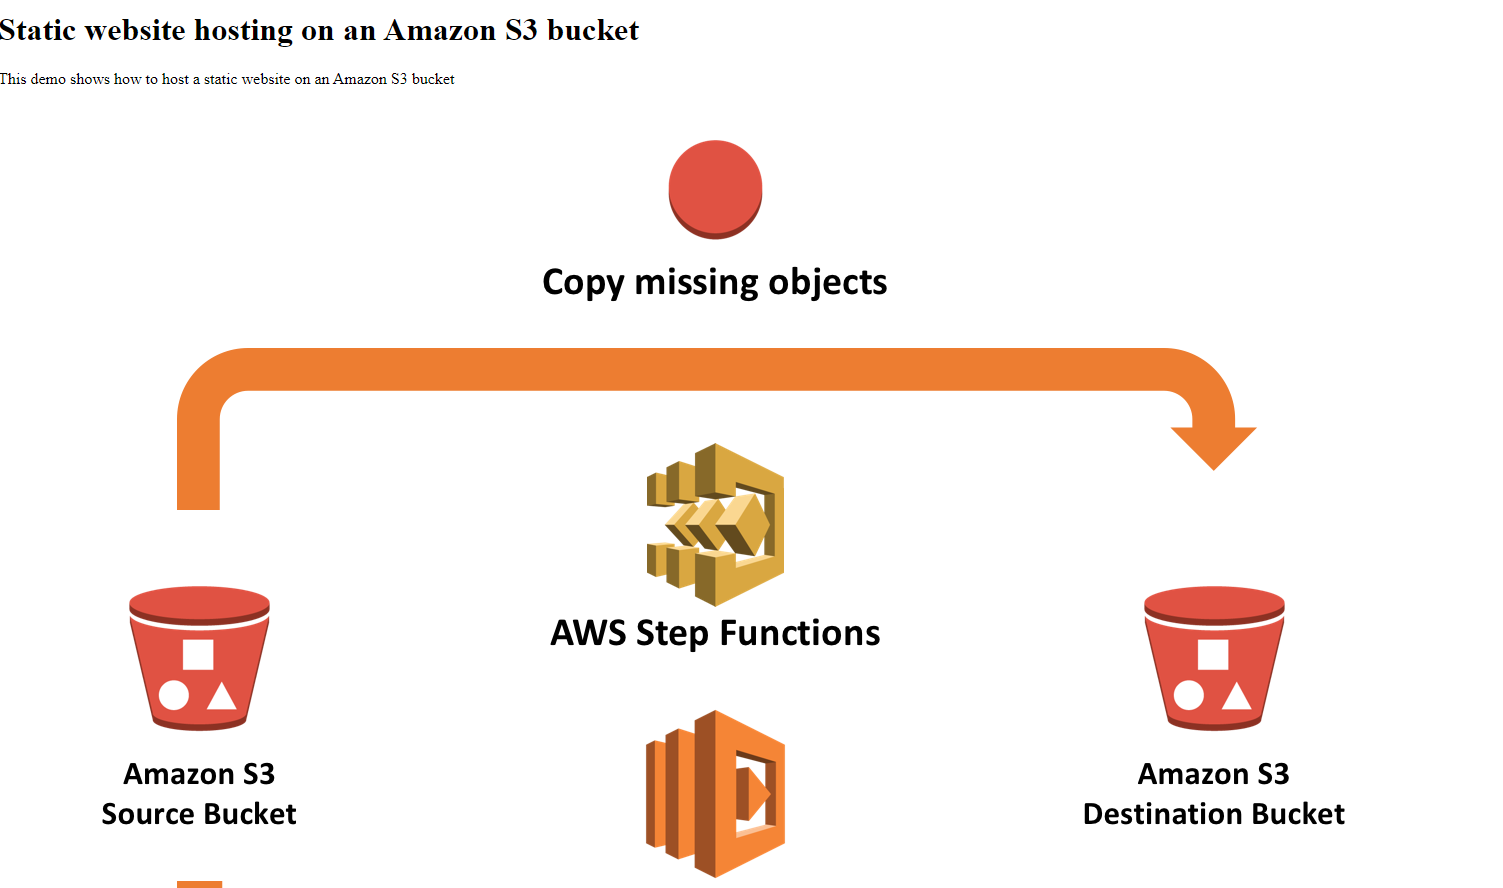 Static website hosting on an Amazon S3 bucket
This demo shows how to host a static website on an Amazon S3 bucket
Copy missing objects
AWS Step Functions
Amazon S3
Source Bucket
Amazon S3
Destination Bucket